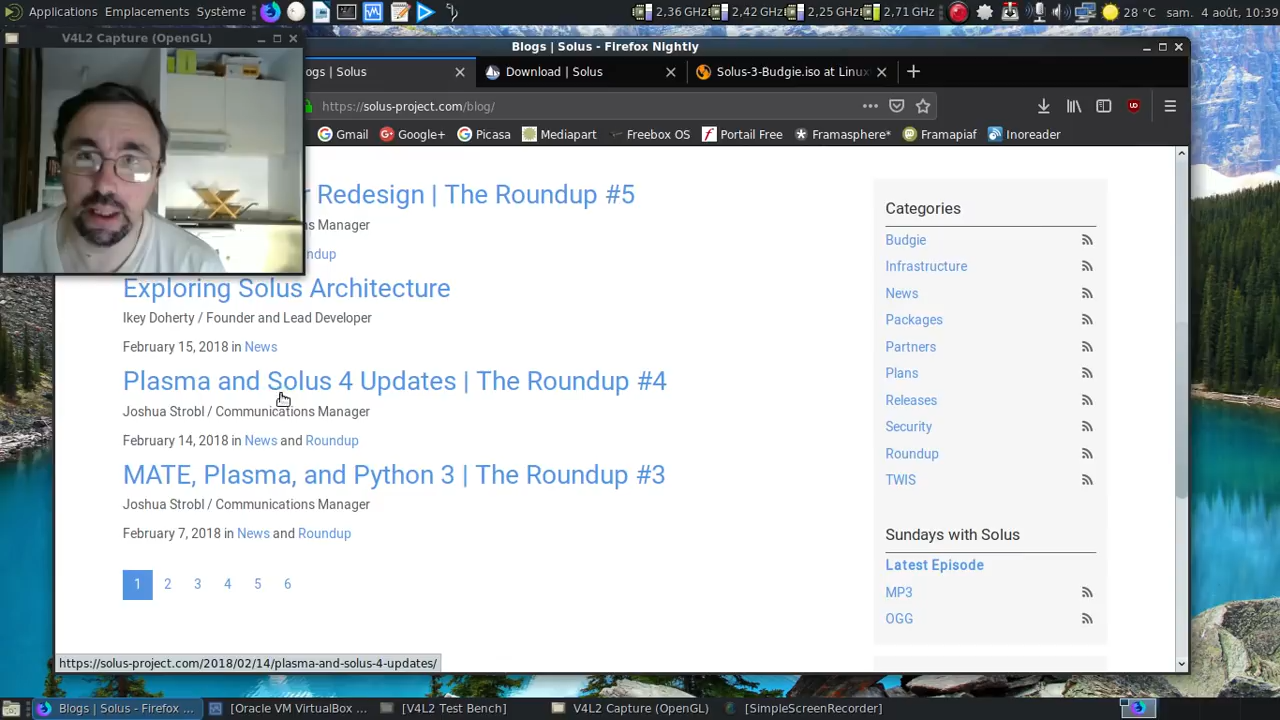 Applications Emplacements Système 2,36 GHz 2,42 GHz 2,25 GHz 2,71 GHz 28 °C sam. 4 août, 10:39
V4L2 Capture (OpenGL)
Blogs | Solus - Firefox Nightly
ogs | Solus Download | Solus Solus-3-Budgie.iso at Linux
https://solus-project.com/blog/
Gmail Google+ Picasa Mediapart Freebox OS Portail Free Framasphere* Framapiaf Inoreader
r Redesign | The Roundup #5
ns Manager
ndup
Exploring Solus Architecture
Ikey Doherty / Founder and Lead Developer
February 15, 2018 in News
Plasma and Solus 4 Updates | The Roundup #4
Joshua Strobl / Communications Manager
February 14, 2018 in News and Roundup
MATE, Plasma, and Python 3 | The Roundup #3
Joshua Strobl / Communications Manager
February 7, 2018 in News and Roundup
1 2 3 4 5 6
Categories
Budgie
Infrastructure
News
Packages
Partners
Plans
Releases
Security
Roundup
TWIS
Sundays with Solus
Latest Episode
MP3
OGG
https://solus-project.com/2018/02/14/plasma-and-solus-4-updates/
Blogs | Solus - Firefox ... [Oracle VM VirtualBox ... [V4L2 Test Bench] V4L2 Capture (OpenGL) [SimpleScreenRecorder]